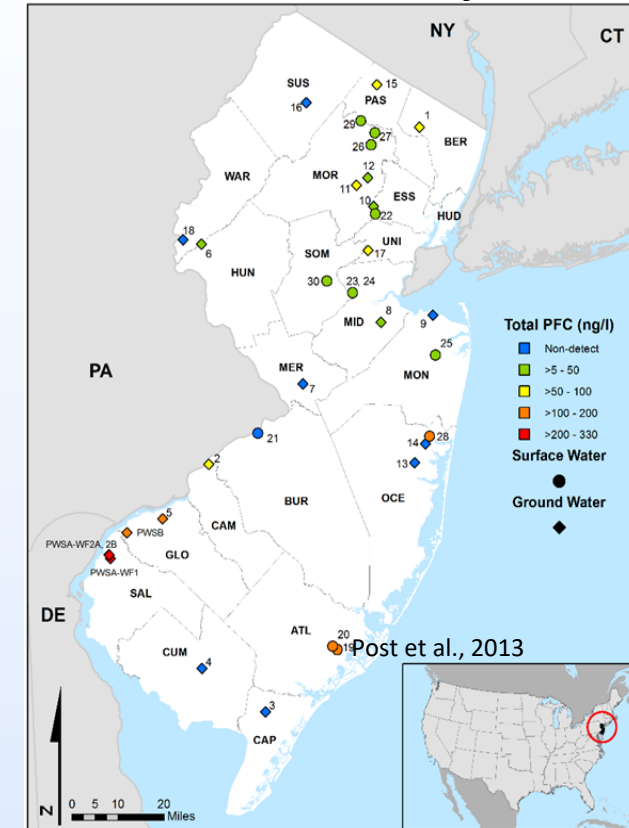 NY
CT
SUS
15
PAS
16
1
29
27
26
BER
12
WAR
MOR
11
ESS
10
22
HUD
18
6
UNI
SOM
17
HUN
30
23, 24
MID
8
9
Total PFC (ng/l)
Non-detect
>5 - 50
>50 - 100
>100 - 200
>200 - 330
Surface Water
Ground Water
25
PA
MER
MON
7
21
14
28
13
2
BUR
OCE
5
CAM
PWSB
PWSA-WF2A, 2B
GLO
PWSA-WF1
SAL
DE
ATL
20
19
Post et al., 2013
CUM
4
3
CAP
N
0 5 10 20
Miles